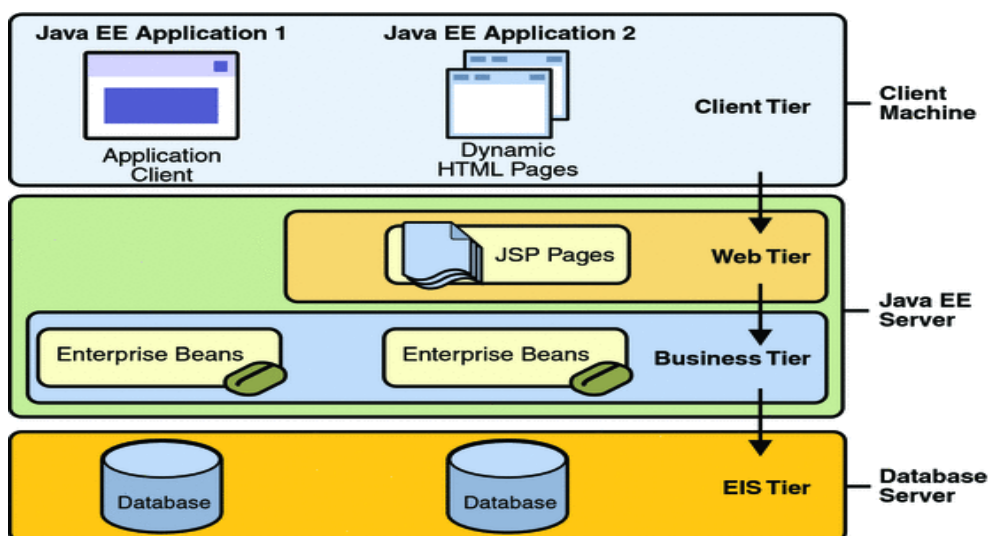 Java EE Application 1
Java EE Application 2
Application
Client
Dynamic
HTML Pages
Client Tier
Client
Machine
JSP Pages
Web Tier
Java EE
Server
Enterprise Beans
Enterprise Beans
Business Tier
Database
Database
EIS Tier
Database
Server